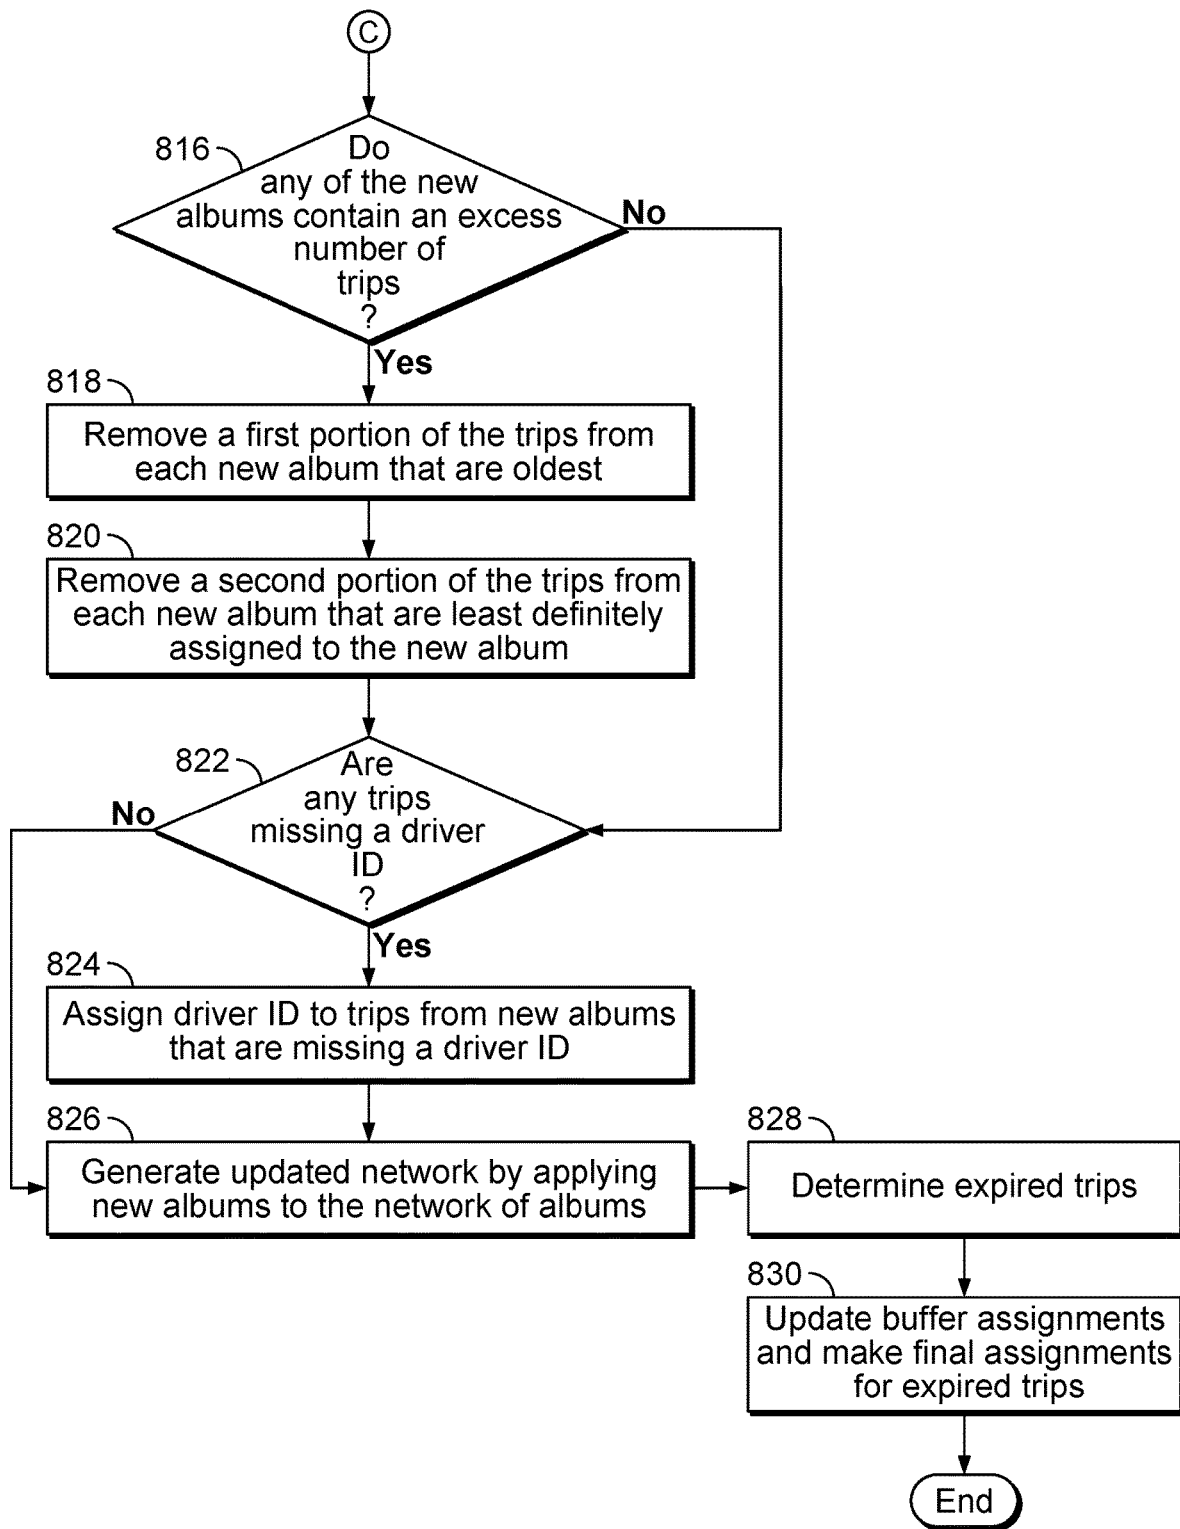 C
816
Do
any of the new
albums contain an excess
number of
trips
?
No
Yes
818
Remove a first portion of the trips from
each new album that are oldest
820
Remove a second portion of the trips from
each new album that are least definitely
assigned to the new album
822
Are
any trips
missing a driver
ID
?
No
Yes
824
Assign driver ID to trips from new albums
that are missing a driver ID
826
Generate updated network by applying
new albums to the network of albums
828
Determine expired trips
830
Update buffer assignments
and make final assignments
for expired trips
End